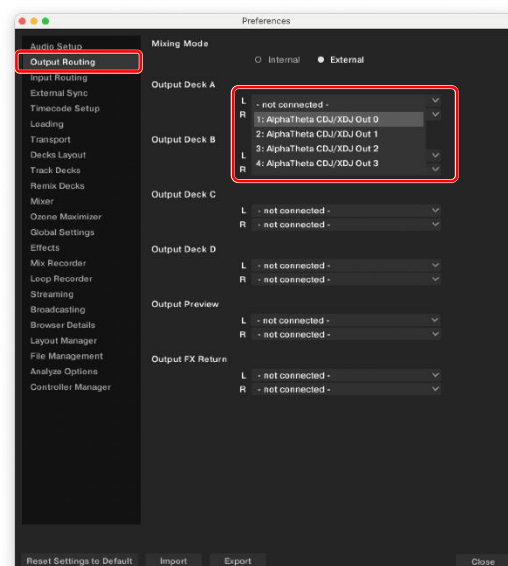 Preferences
Audio Setup
Output Routing
Input Routing
External Sync
Timecode Setup
Loading
Transport
Decks Layout
Track Decks
Remix Decks
Mixer
Ozone Maximizer
Global Settings
Effects
Mix Recorder
Loop Recorder
Streaming
Broadcasting
Browser Details
Layout Manager
File Management
Analyze Options
Controller Manager
Mixing Mode
Internal External
Output Deck A
L - not connected -
R 1: AlphaTheta CDJ/XDJ Out 0
2: AlphaTheta CDJ/XDJ Out 1
3: AlphaTheta CDJ/XDJ Out 2
4: AlphaTheta CDJ/XDJ Out 3
Output Deck B
L
R
Output Deck C
L - not connected -
R - not connected -
Output Deck D
L - not connected -
R - not connected -
Output Preview
L - not connected -
R - not connected -
Output FX Return
L - not connected -
R - not connected -
Reset Settings to Default Import Export Close